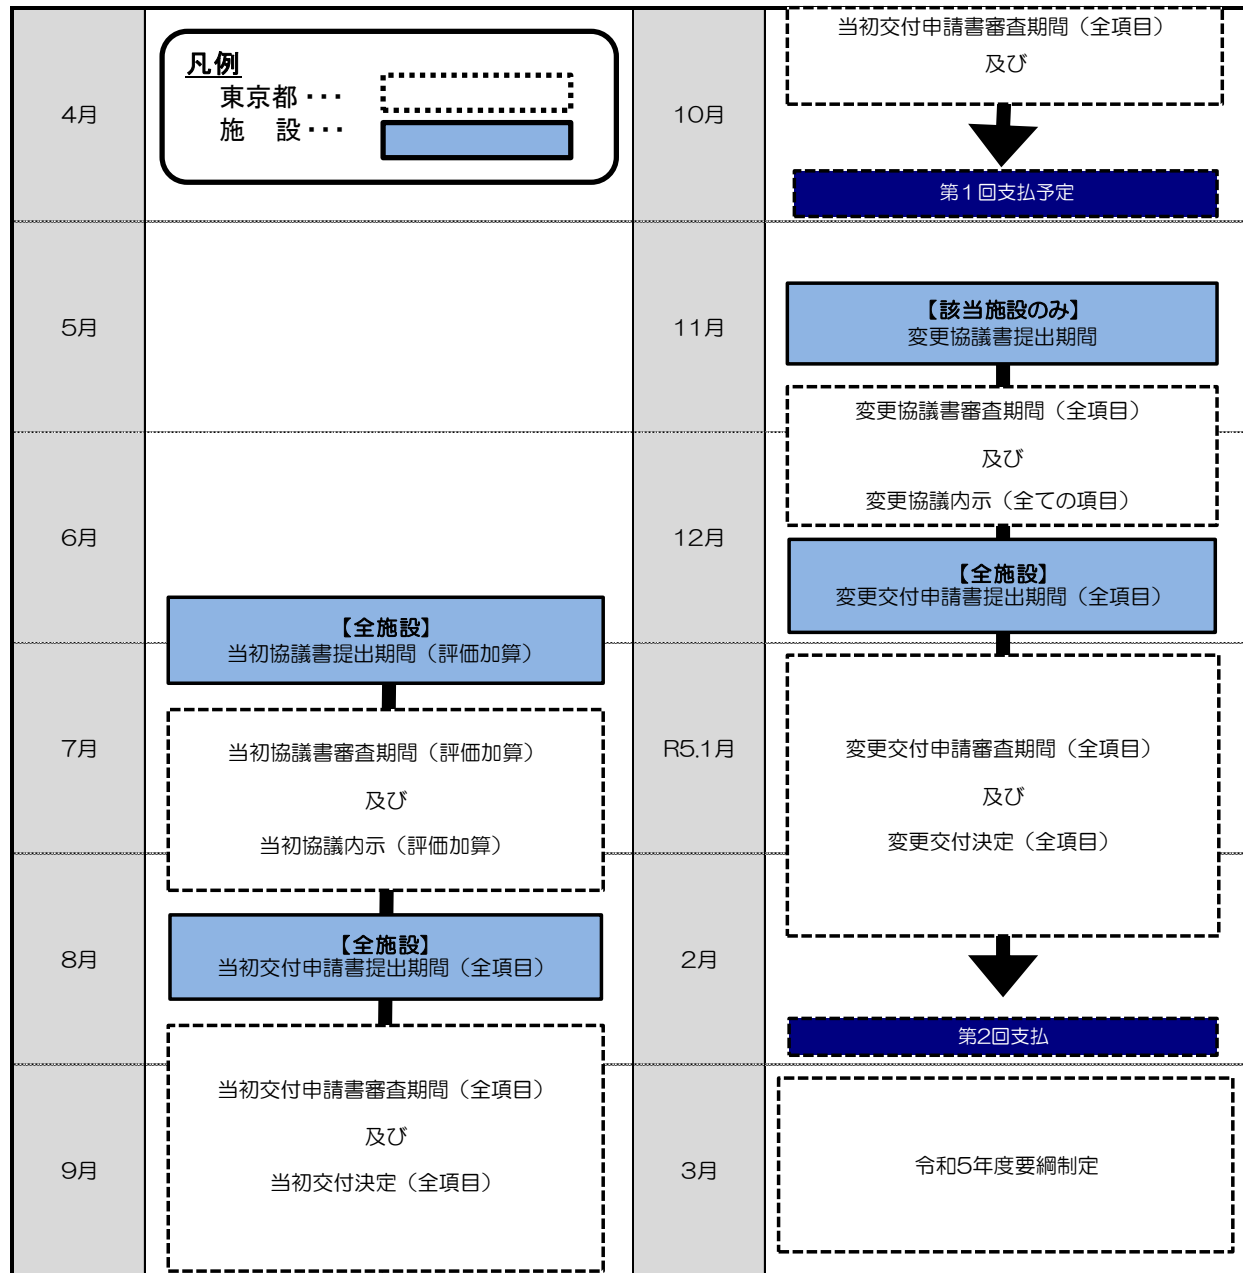 4月
凡例
東京都・・・
施　設・・・
5月
6月
【全施設】
当初協議書提出期間（評価加算）
7月
当初協議書審査期間（評価加算）
及び
当初協議内示（評価加算）
8月
【全施設】
当初交付申請書提出期間（全項目）
9月
当初交付申請書審査期間（全項目）
及び
当初交付決定（全項目）
10月
当初交付申請書審査期間（全項目）
及び
第1回支払予定
11月
【該当施設のみ】
変更協議書提出期間
変更協議書審査期間（全項目）
及び
変更協議内示（全ての項目）
12月
【全施設】
変更交付申請書提出期間（全項目）
R5.1月
変更交付申請審査期間（全項目）
及び
変更交付決定（全項目）
2月
第2回支払
3月
令和5年度要綱制定